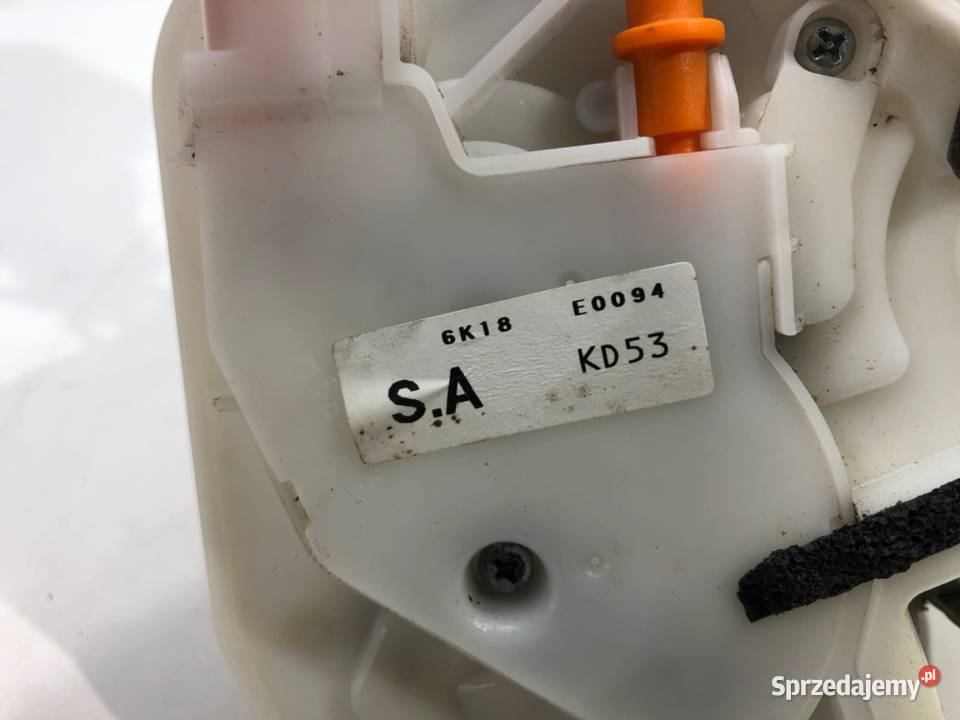 6K18 E0094
S.A KD53
Sprzedajemy.pl